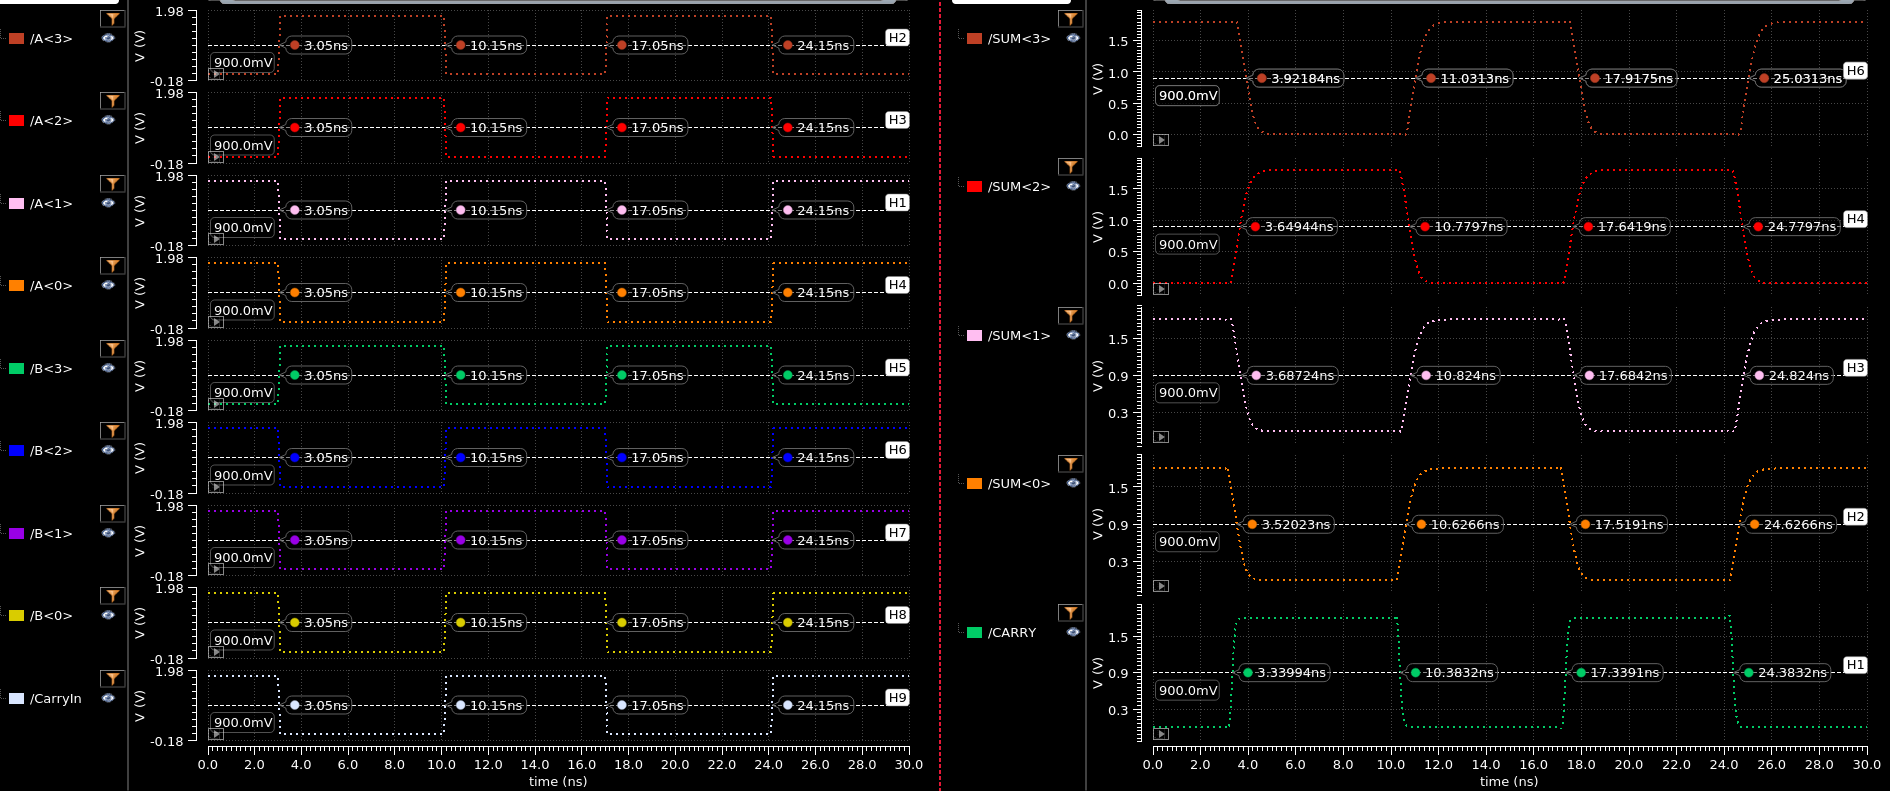 1.98
/A<3>
V (V)
3.05ns 10.15ns 17.05ns 24.15ns
H2
900.0mV
-0.18
1.98
/A<2>
V (V)
3.05ns 10.15ns 17.05ns 24.15ns
H3
900.0mV
-0.18
1.98
/A<1>
V (V)
3.05ns 10.15ns 17.05ns 24.15ns
H1
900.0mV
-0.18
1.98
/A<0>
V (V)
3.05ns 10.15ns 17.05ns 24.15ns
H4
900.0mV
-0.18
1.98
/B<3>
V (V)
3.05ns 10.15ns 17.05ns 24.15ns
H5
900.0mV
-0.18
1.98
/B<2>
V (V)
3.05ns 10.15ns 17.05ns 24.15ns
H6
900.0mV
-0.18
1.98
/B<1>
V (V)
3.05ns 10.15ns 17.05ns 24.15ns
H7
900.0mV
-0.18
1.98
/B<0>
V (V)
3.05ns 10.15ns 17.05ns 24.15ns
H8
900.0mV
-0.18
1.98
/CarryIn
V (V)
3.05ns 10.15ns 17.05ns 24.15ns
H9
900.0mV
-0.18
0.0 2.0 4.0 6.0 8.0 10.0 12.0 14.0 16.0 18.0 20.0 22.0 24.0 26.0 28.0 30.0
time (ns)
/SUM<3>
V (V)
1.5
1.0
0.5
0.0
3.92184ns 11.0313ns 17.9175ns 25.0313ns
H6
900.0mV
/SUM<2>
V (V)
1.5
1.0
0.5
0.0
3.64944ns 10.7797ns 17.6419ns 24.7797ns
H4
900.0mV
/SUM<1>
V (V)
1.5
0.9
0.3
3.68724ns 10.824ns 17.6842ns 24.824ns
H3
900.0mV
/SUM<0>
V (V)
1.5
0.9
0.3
3.52023ns 10.6266ns 17.5191ns 24.6266ns
H2
900.0mV
/CARRY
V (V)
1.5
0.9
0.3
3.33994ns 10.3832ns 17.3391ns 24.3832ns
H1
900.0mV
0.0 2.0 4.0 6.0 8.0 10.0 12.0 14.0 16.0 18.0 20.0 22.0 24.0 26.0 28.0 30.0
time (ns)